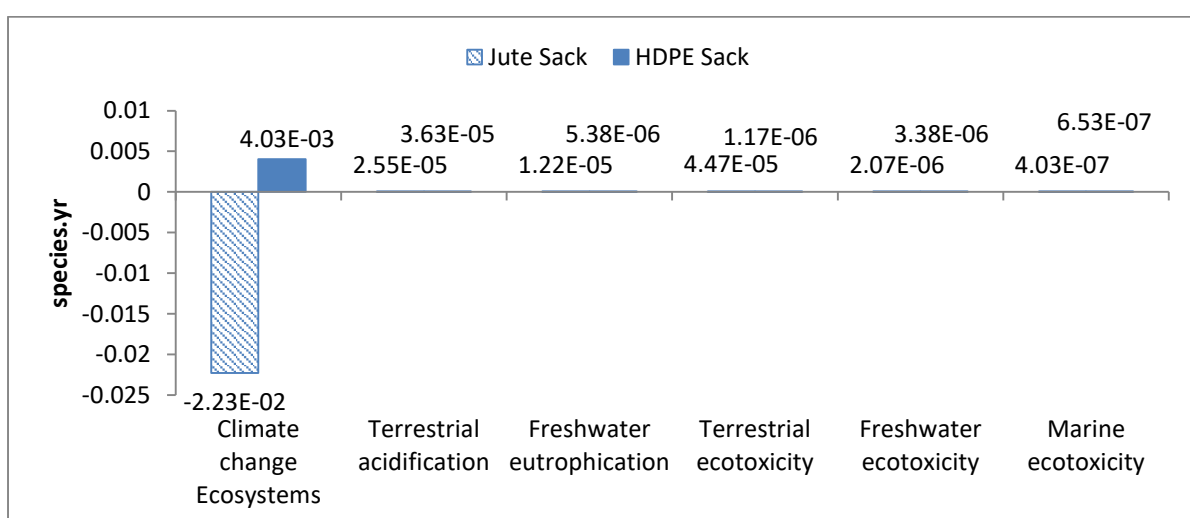 Jute Sack HDPE Sack
0.01
0.005
0
-0.005
-0.01
-0.015
-0.02
-0.025
species.yr
4.03E-03 3.63E-05 5.38E-06 1.17E-06 3.38E-06 6.53E-07
2.55E-05 1.22E-05 4.47E-05 2.07E-06 4.03E-07
-2.23E-02
Climate change Ecosystems
Terrestrial acidification
Freshwater eutrophication
Terrestrial ecotoxicity
Freshwater ecotoxicity
Marine ecotoxicity